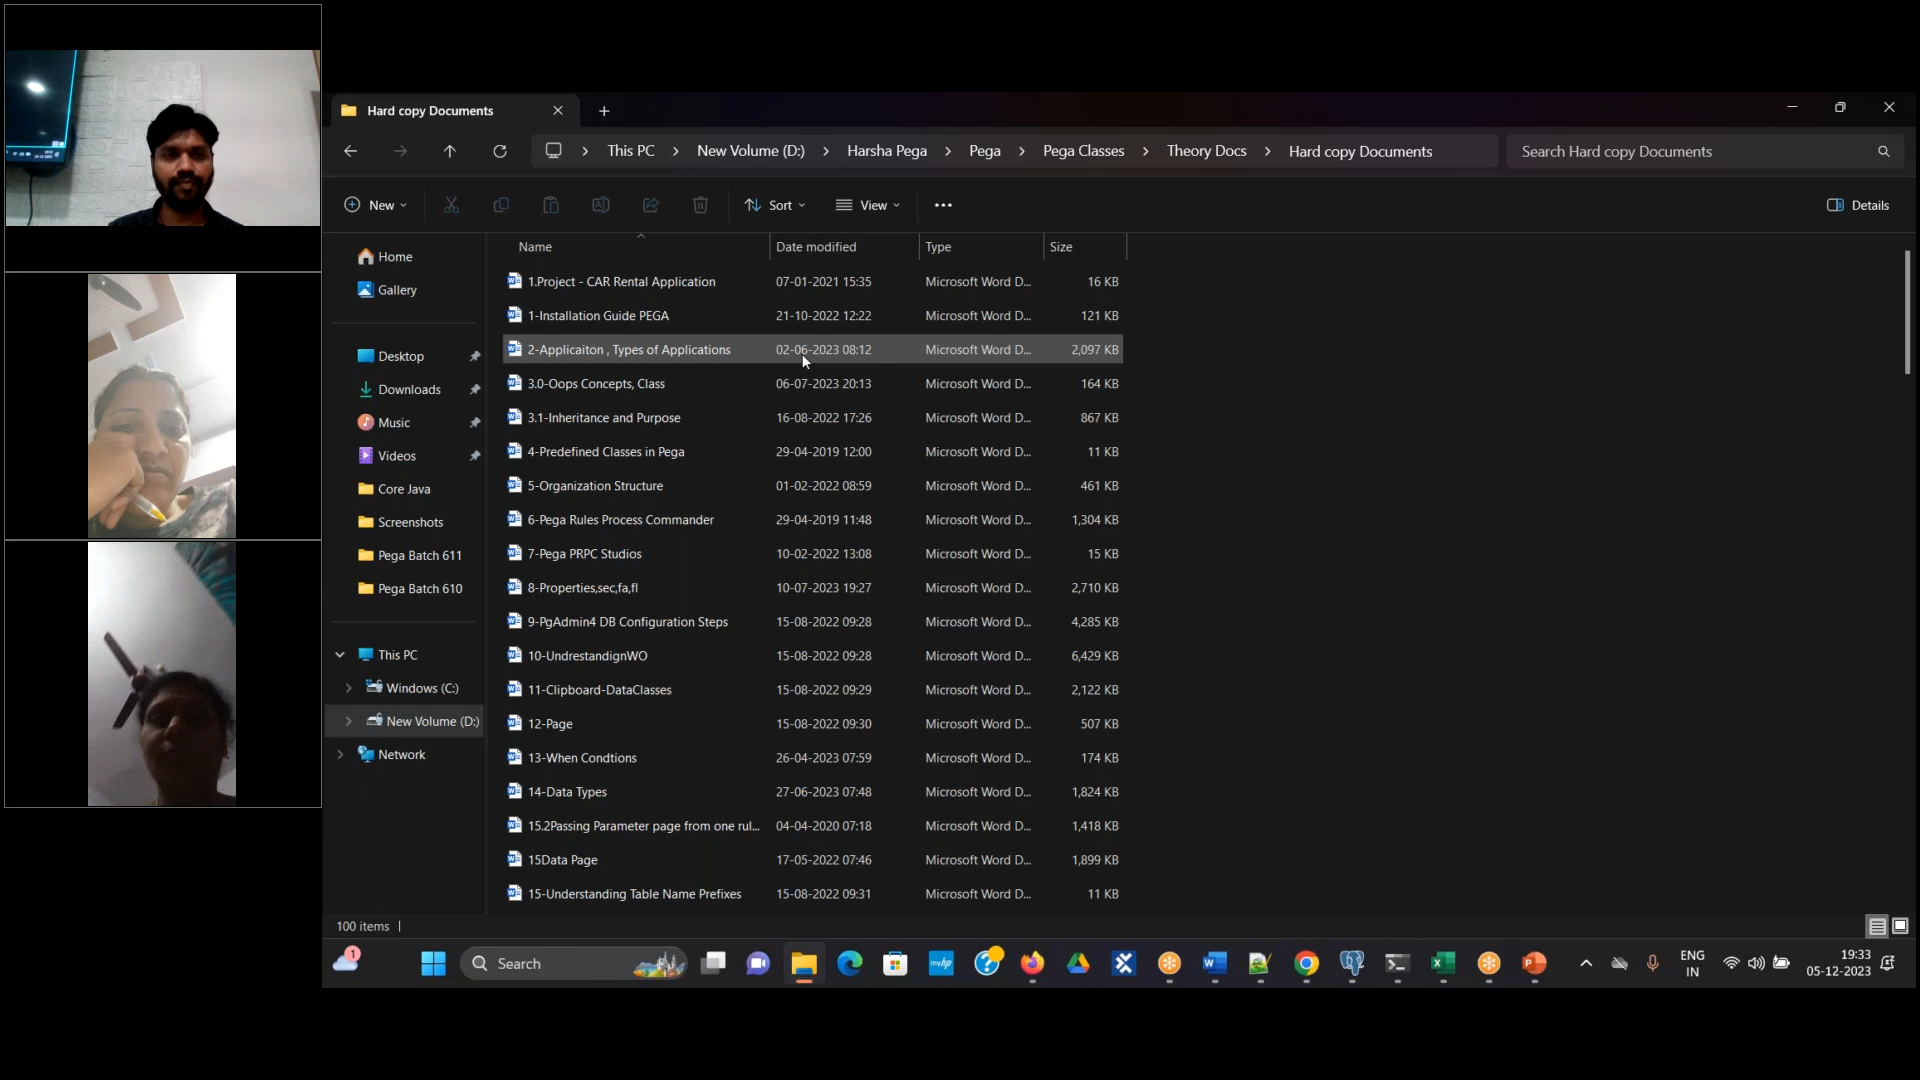 Hard copy Documents
This PC > New Volume (D:) > Harsha Pega > Pega > Pega Classes > Theory Docs > Hard copy Documents
Search Hard copy Documents
New Sort View Details
Name Date modified Type Size
1.Project - CAR Rental Application 07-01-2021 15:35 Microsoft Word D... 16 KB
1-Installation Guide PEGA 21-10-2022 12:22 Microsoft Word D... 121 KB
2-Applicaiton , Types of Applications 02-06-2023 08:12 Microsoft Word D... 2,097 KB
3.0-Oops Concepts, Class 06-07-2023 20:13 Microsoft Word D... 164 KB
3.1-Inheritance and Purpose 16-08-2022 17:26 Microsoft Word D... 867 KB
4-Predefined Classes in Pega 29-04-2019 12:00 Microsoft Word D... 11 KB
5-Organization Structure 01-02-2022 08:59 Microsoft Word D... 461 KB
6-Pega Rules Process Commander 29-04-2019 11:48 Microsoft Word D... 1,304 KB
7-Pega PRPC Studios 10-02-2022 13:08 Microsoft Word D... 15 KB
8-Properties,sec,fa,fl 10-07-2023 19:27 Microsoft Word D... 2,710 KB
9-PgAdmin4 DB Configuration Steps 15-08-2022 09:28 Microsoft Word D... 4,285 KB
10-UndrestandignWO 15-08-2022 09:28 Microsoft Word D... 6,429 KB
11-Clipboard-DataClasses 15-08-2022 09:29 Microsoft Word D... 2,122 KB
12-Page 15-08-2022 09:30 Microsoft Word D... 507 KB
13-When Condtions 26-04-2023 07:59 Microsoft Word D... 174 KB
14-Data Types 27-06-2023 07:48 Microsoft Word D... 1,824 KB
15.2Passing Parameter page from one rul... 04-04-2020 07:18 Microsoft Word D... 1,418 KB
15Data Page 17-05-2022 07:46 Microsoft Word D... 1,899 KB
15-Understanding Table Name Prefixes 15-08-2022 09:31 Microsoft Word D... 11 KB
Home
Gallery
Desktop
Downloads
Music
Videos
Core Java
Screenshots
Pega Batch 611
Pega Batch 610
This PC
Windows (C:)
New Volume (D:)
Network
100 items
1
Search
myhp
ENG
IN
19:33
05-12-2023